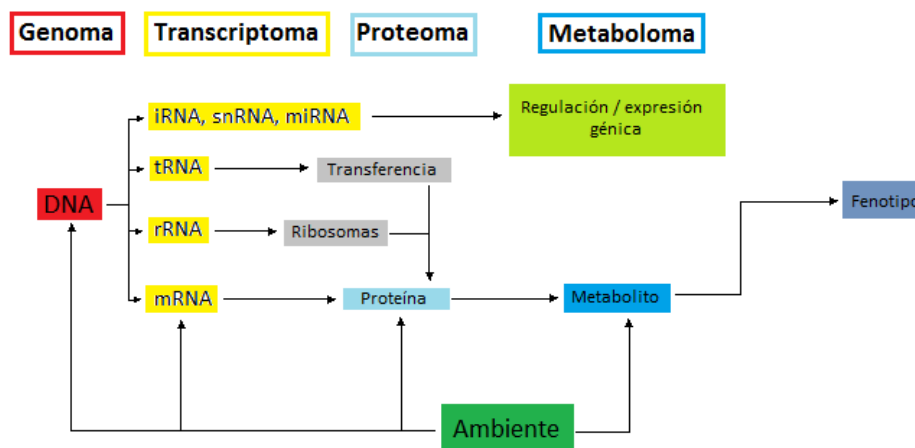 Genoma
Transcriptoma
Proteoma
Metaboloma
iRNA, snRNA, miRNA
Regulación / expresión
génica
tRNA
Transferencia
DNA
Fenotipo
rRNA
Ribosomas
mRNA
Proteína
Metabolito
Ambiente